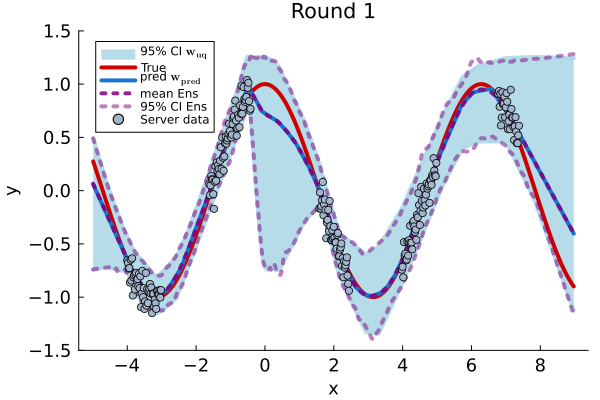 Round 1
1.5
1.0
0.5
0.0
−0.5
−1.0
−1.5
y
95% CI w_uq
True
pred w_pred
mean Ens
95% CI Ens
Server data
−4
−2
0
2
4
6
8
x